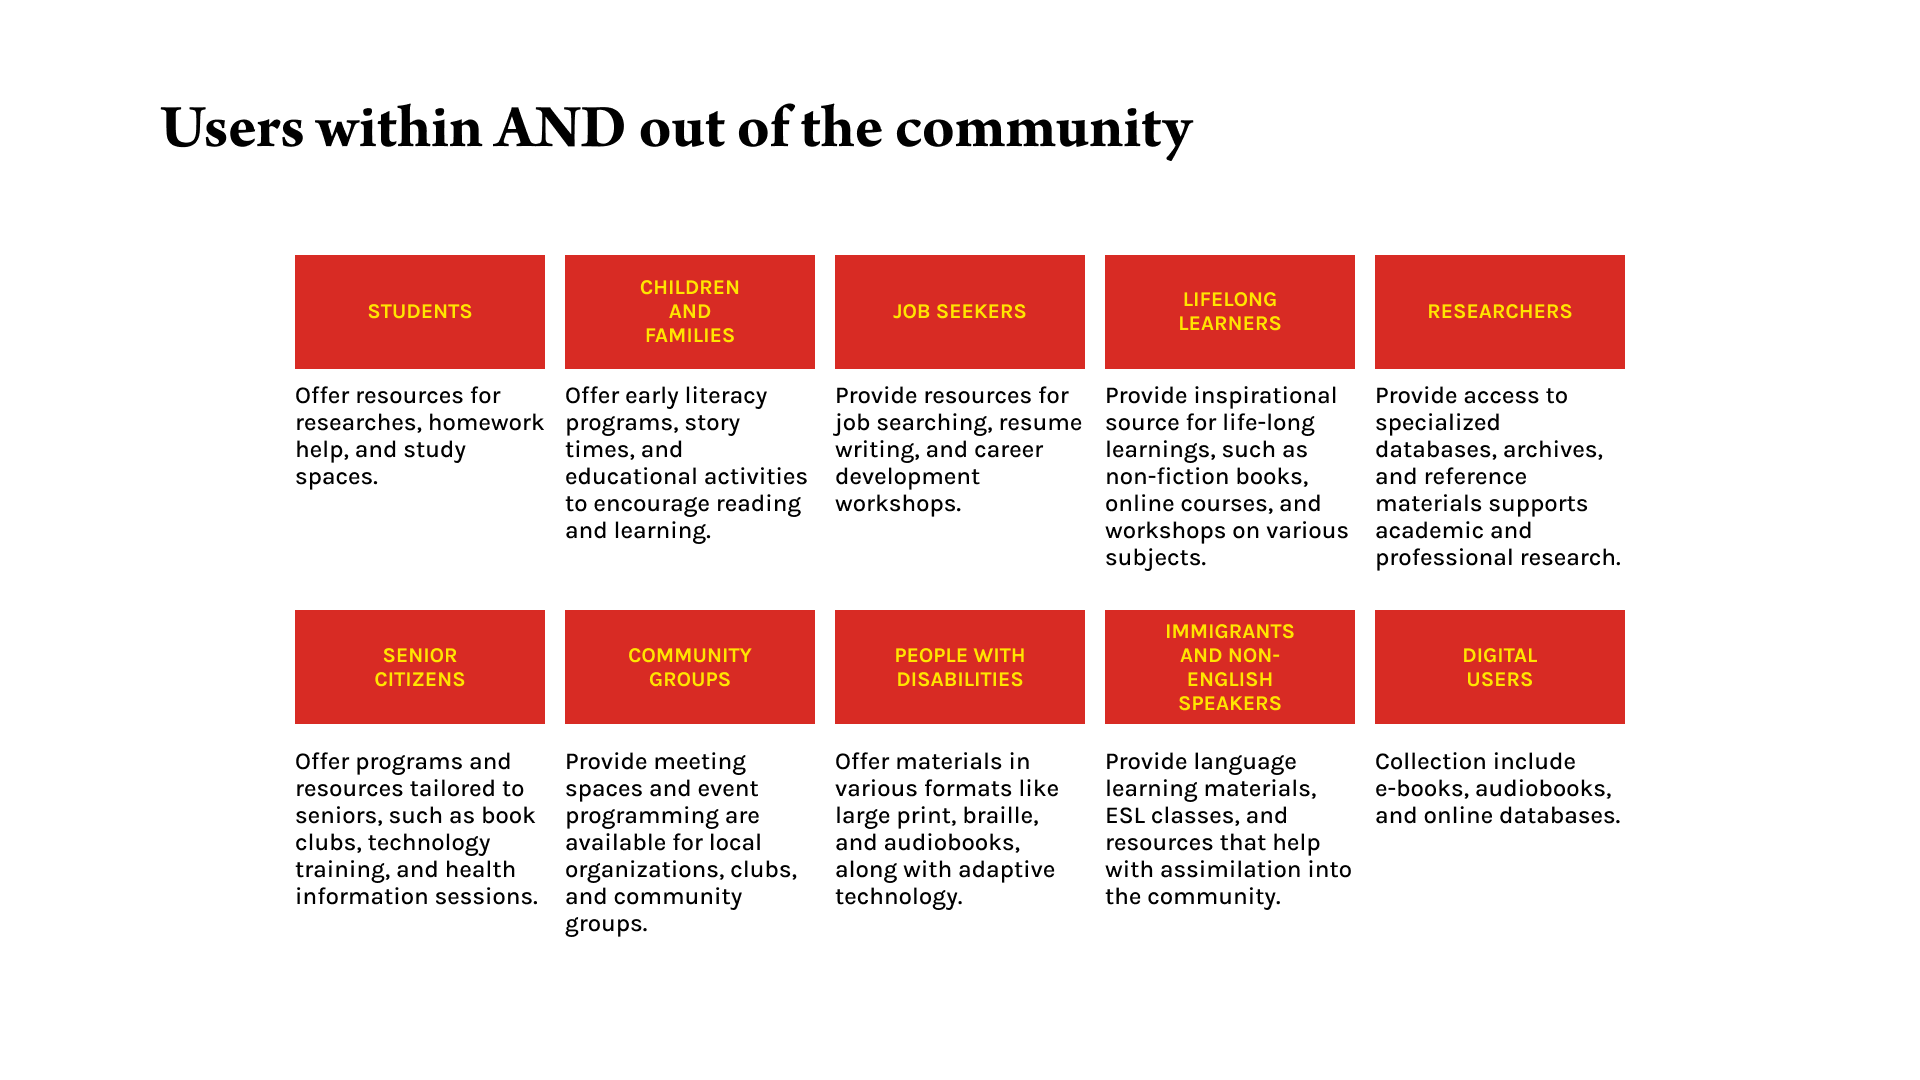 Users within AND out of the community
STUDENTS
Offer resources for
researches, homework
help, and study
spaces.
CHILDREN
AND
FAMILIES
Offer early literacy
programs, story
times, and
educational activities
to encourage reading
and learning.
JOB SEEKERS
Provide resources for
job searching, resume
writing, and career
development
workshops.
LIFELONG
LEARNERS
Provide inspirational
source for life-long
learnings, such as
non-fiction books,
online courses, and
workshops on various
subjects.
RESEARCHERS
Provide access to
specialized
databases, archives,
and reference
materials supports
academic and
professional research.
SENIOR
CITIZENS
Offer programs and
resources tailored to
seniors, such as book
clubs, technology
training, and health
information sessions.
COMMUNITY
GROUPS
Provide meeting
spaces and event
programming are
available for local
organizations, clubs,
and community
groups.
PEOPLE WITH
DISABILITIES
Offer materials in
various formats like
large print, braille,
and audiobooks,
along with adaptive
technology.
IMMIGRANTS
AND NON-
ENGLISH
SPEAKERS
Provide language
learning materials,
ESL classes, and
resources that help
with assimilation into
the community.
DIGITAL
USERS
Collection include
e-books, audiobooks,
and online databases.